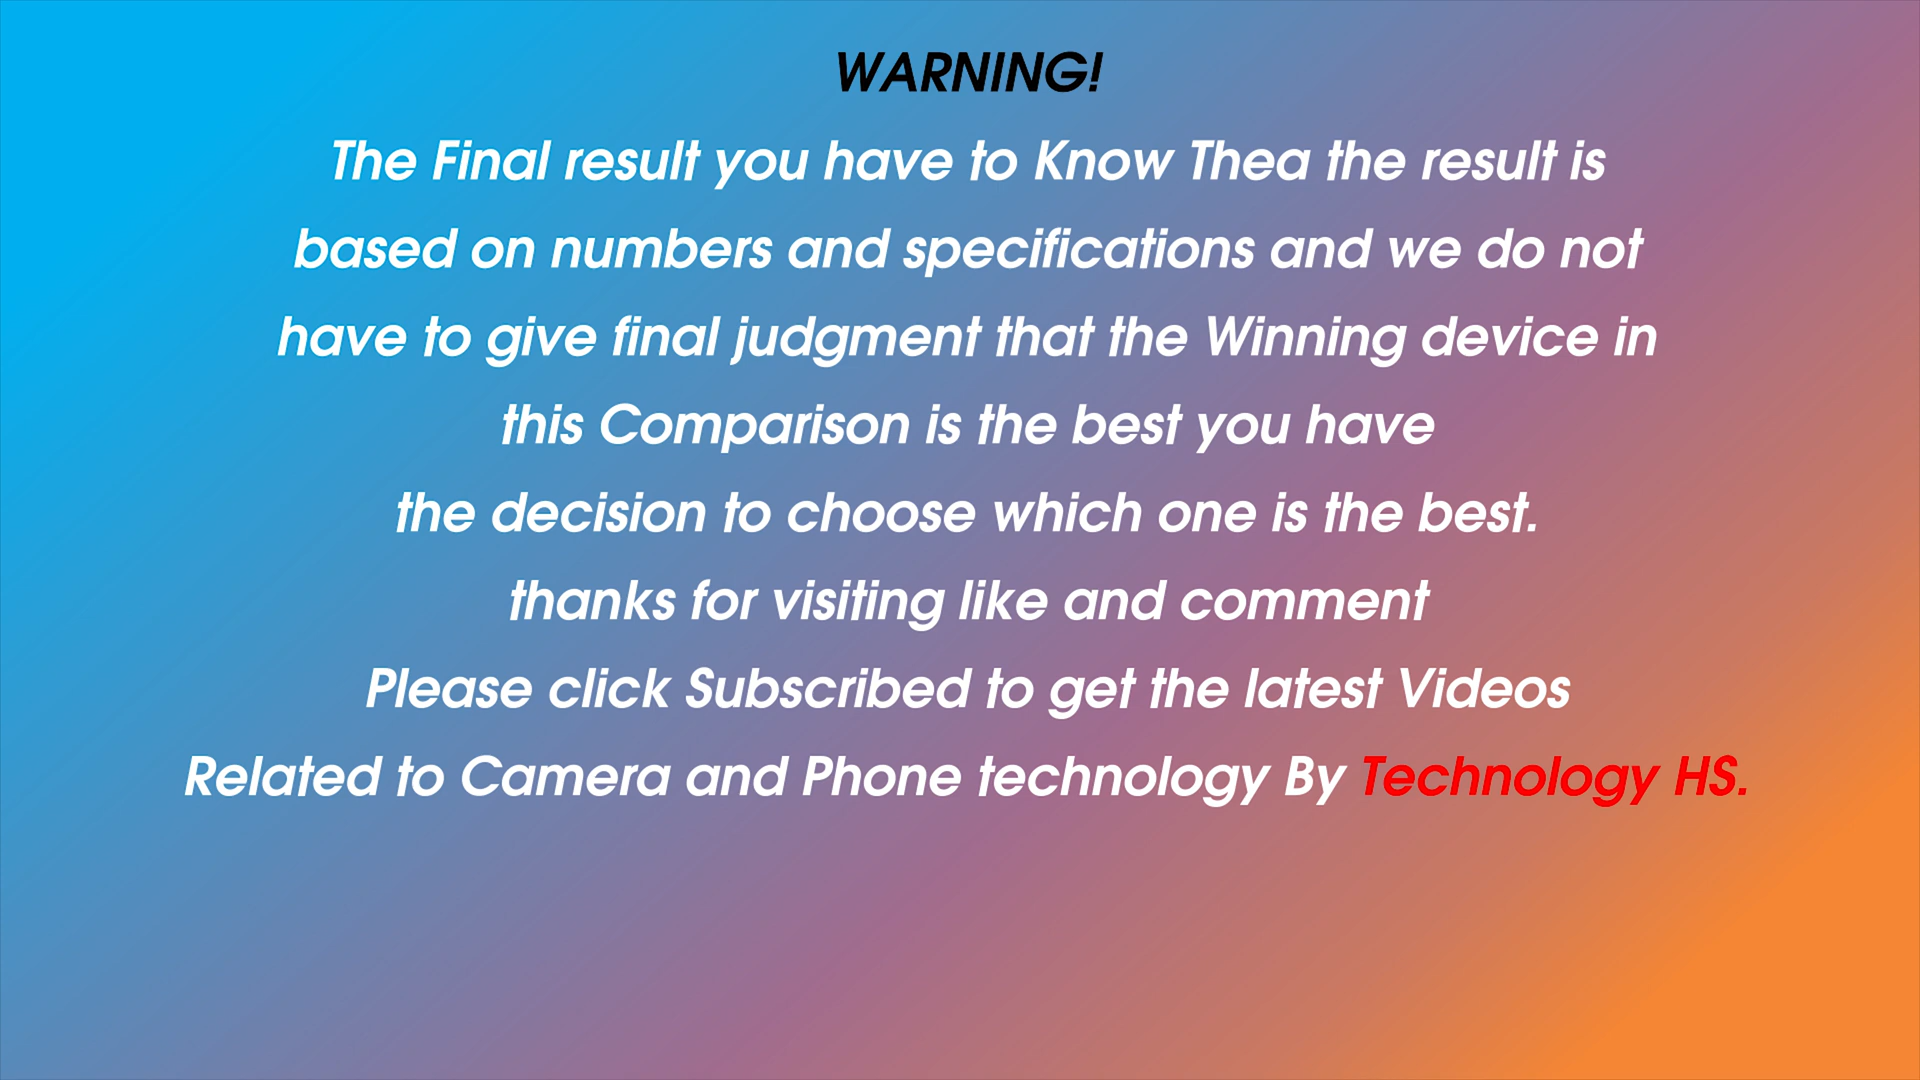 WARNING!
The Final result you have to Know Thea the result is
based on numbers and specifications and we do not
have to give final judgment that the Winning device in
this Comparison is the best you have
the decision to choose which one is the best.
thanks for visiting like and comment
Please click Subscribed to get the latest Videos
Related to Camera and Phone technology By Technology HS.